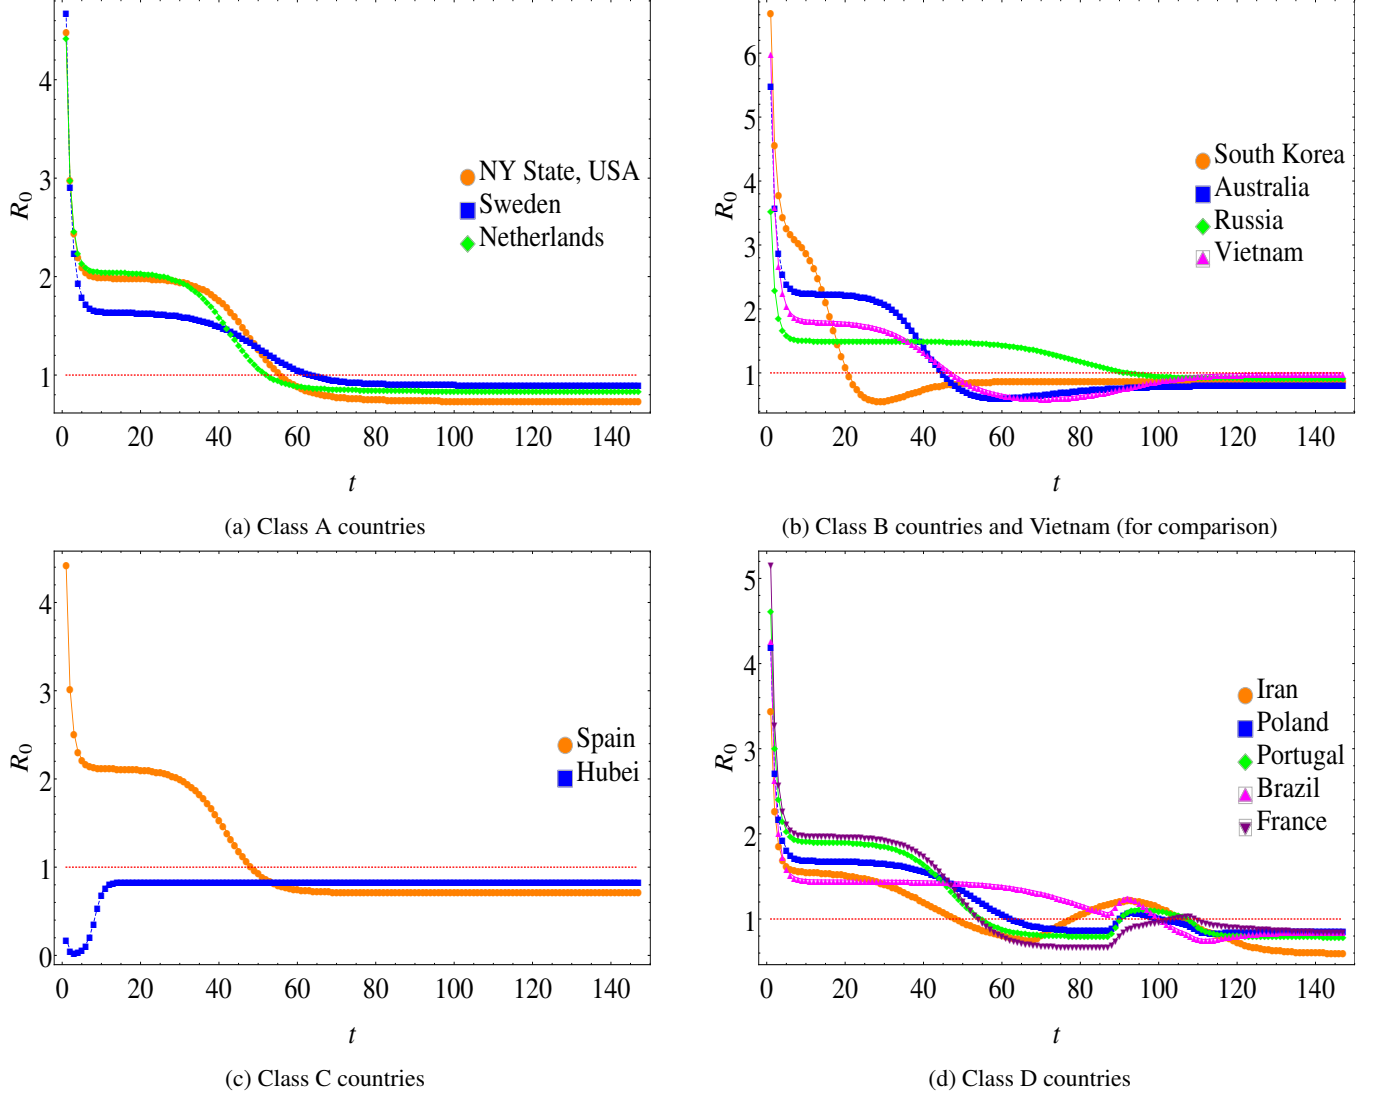 4
3
2
1
R0
NY State, USA
Sweden
Netherlands
0 20 40 60 80 100 120 140
t
(a) Class A countries
6
5
4
3
2
1
R0
South Korea
Australia
Russia
Vietnam
0 20 40 60 80 100 120 140
t
(b) Class B countries and Vietnam (for comparison)
4
3
2
1
0
R0
Spain
Hubei
0 20 40 60 80 100 120 140
t
(c) Class C countries
5
4
3
2
1
R0
Iran
Poland
Portugal
Brazil
France
0 20 40 60 80 100 120 140
t
(d) Class D countries